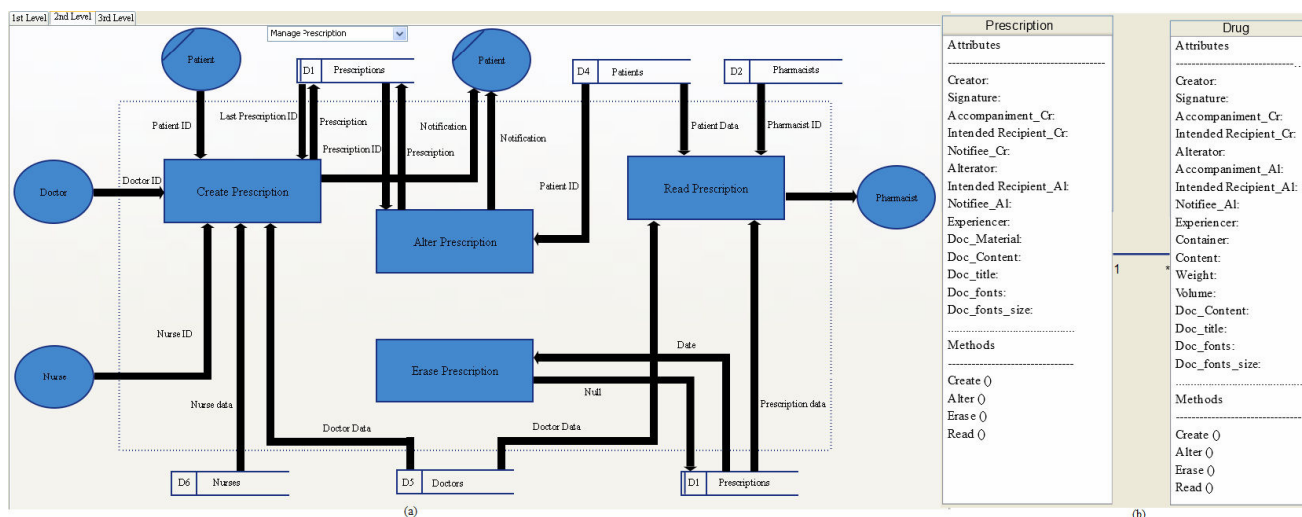 1st Level 2nd Level 3rd Level
Manage Prescription
Patient
D1 Prescriptions
Patient
D4 Patients
D2 Pharmacists
Patient ID
Last Prescription ID
Prescription
Prescription ID
Prescription
Notification
Notification
Patient Data
Pharmacist ID
Doctor
Doctor ID
Create Prescription
Patient ID
Read Prescription
Pharmacist
Alter Prescription
Nurse ID
Nurse
Nurse data
Erase Prescription
Date
Null
Prescription data
Doctor Data
Doctor Data
D6 Nurses
D5 Doctors
D1 Prescriptions
(a)
Prescription
Attributes
Creator:
Signature:
Accompaniment_Cr:
Intended Recipient_Cr:
Notifiee_Cr:
Alterator:
Intended Recipient_Al:
Notifiee_Al:
Experiencer:
Doc_Material:
Doc_Content:
Doc_title:
Doc_fonts:
Doc_fonts_size:
Methods
Create ()
Alter ()
Erase ()
Read ()
1
*
Drug
Attributes
Creator:
Signature:
Accompaniment_Cr:
Intended Recipient_Cr:
Alterator:
Accompaniment_Al:
Intended Recipient_Al:
Notifiee_Al:
Experiencer:
Container:
Content:
Weight:
Volume:
Doc_Content:
Doc_title:
Doc_fonts:
Doc_fonts_size:
Methods
Create ()
Alter ()
Erase ()
Read ()
(b)